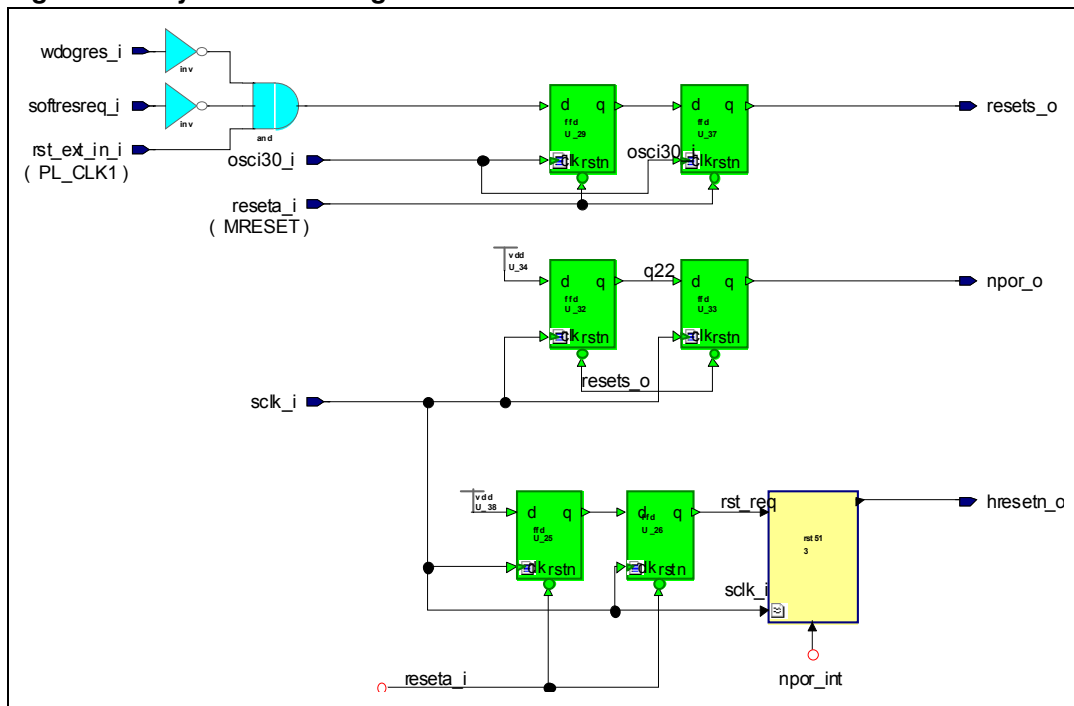 wdogres_i
inv
softresreq_i
inv
rst_ext_in_i
( PL_CLK1 )
and
osci30_i
reseta_i
( MRESET )
d q
ffd
U_29
clk rstn
osci30_i
d q
ffd
U_37
clk rstn
resets_o
vdd
U_34
d q
ffd
U_32
clk rstn
q22
d q
ffd
U_33
clk rstn
npor_o
resets_o
sclk_i
vdd
U_38
d q
ffd
U_25
clk rstn
d q
ffd
U_26
clk rstn
rst_req
sclk_i
rst51
3
hresetn_o
reseta_i
npor_int